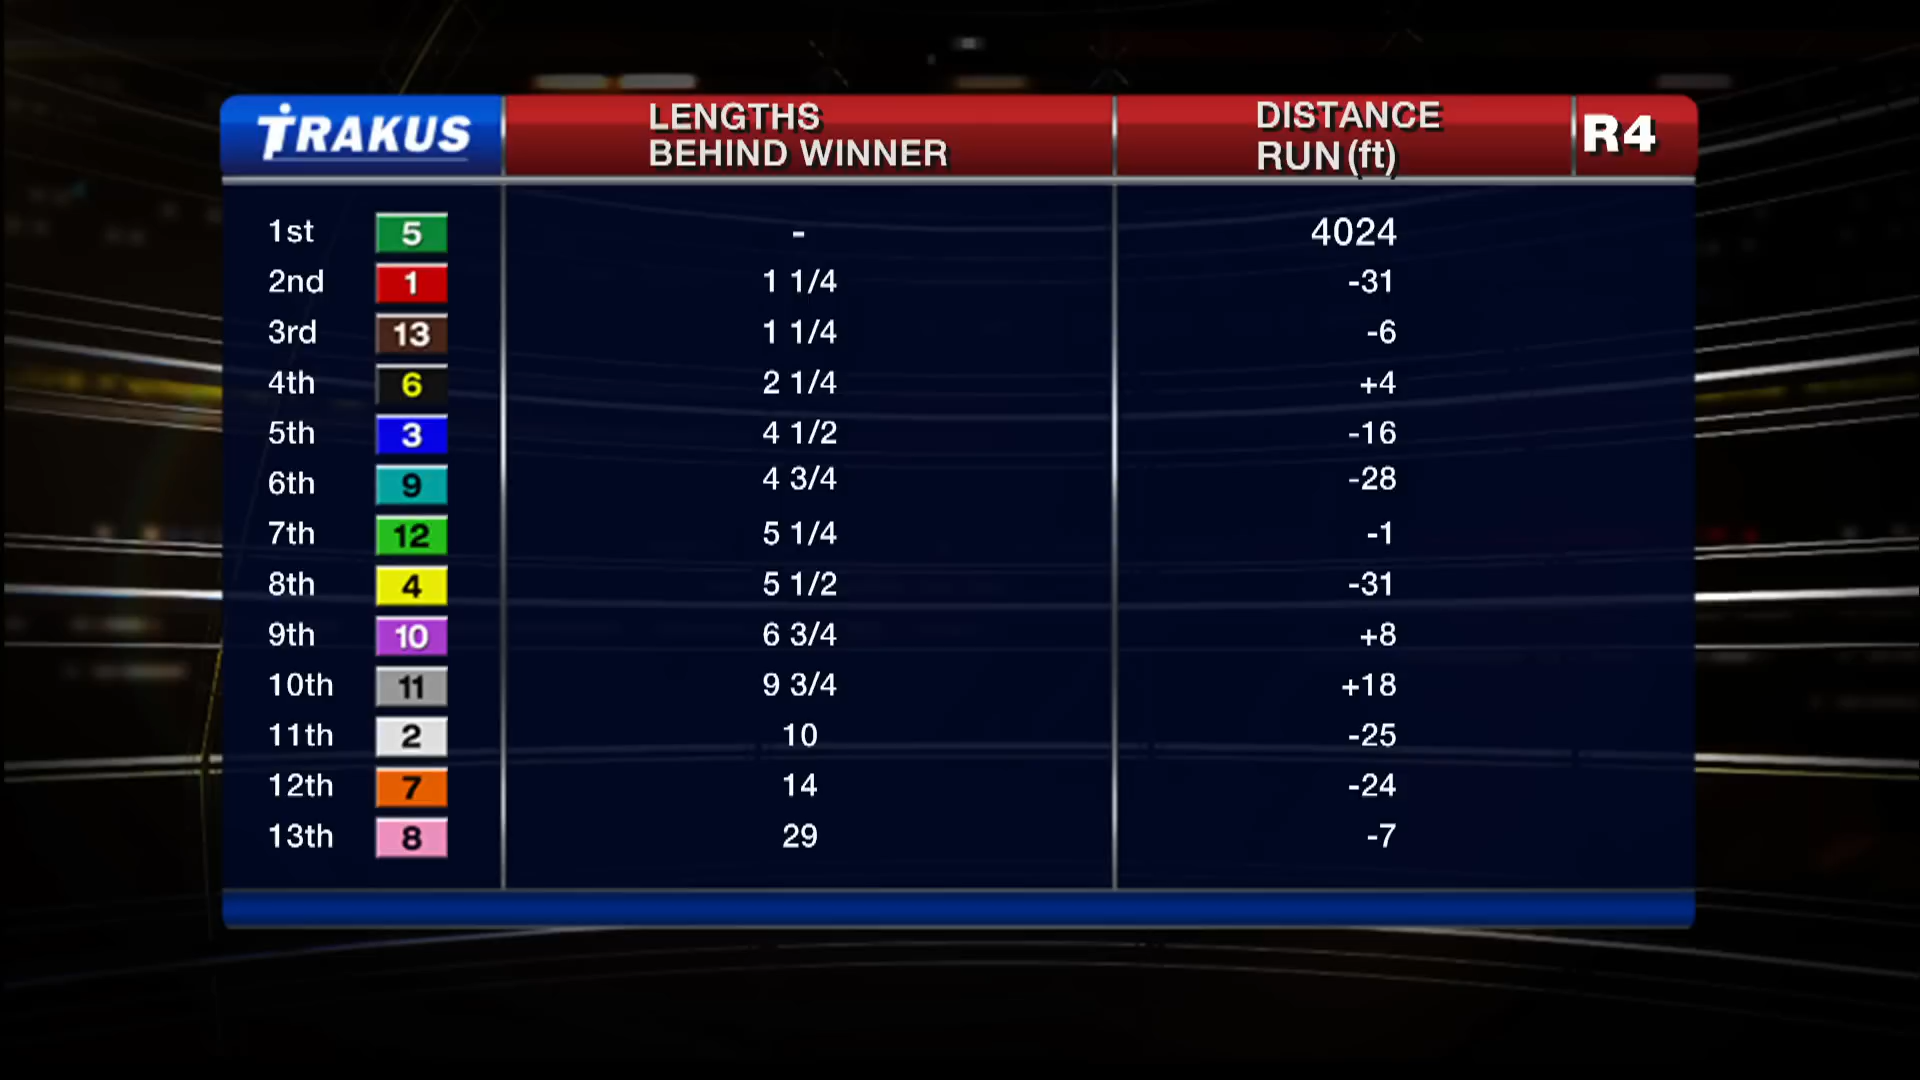 TRAKUS LENGTHS BEHIND WINNER DISTANCE RUN (ft) R4
1st 5 - 4024
2nd 1 1 1/4 -31
3rd 13 1 1/4 -6
4th 6 2 1/4 +4
5th 3 4 1/2 -16
6th 9 4 3/4 -28
7th 12 5 1/4 -1
8th 4 5 1/2 -31
9th 10 6 3/4 +8
10th 11 9 3/4 +18
11th 2 10 -25
12th 7 14 -24
13th 8 29 -7